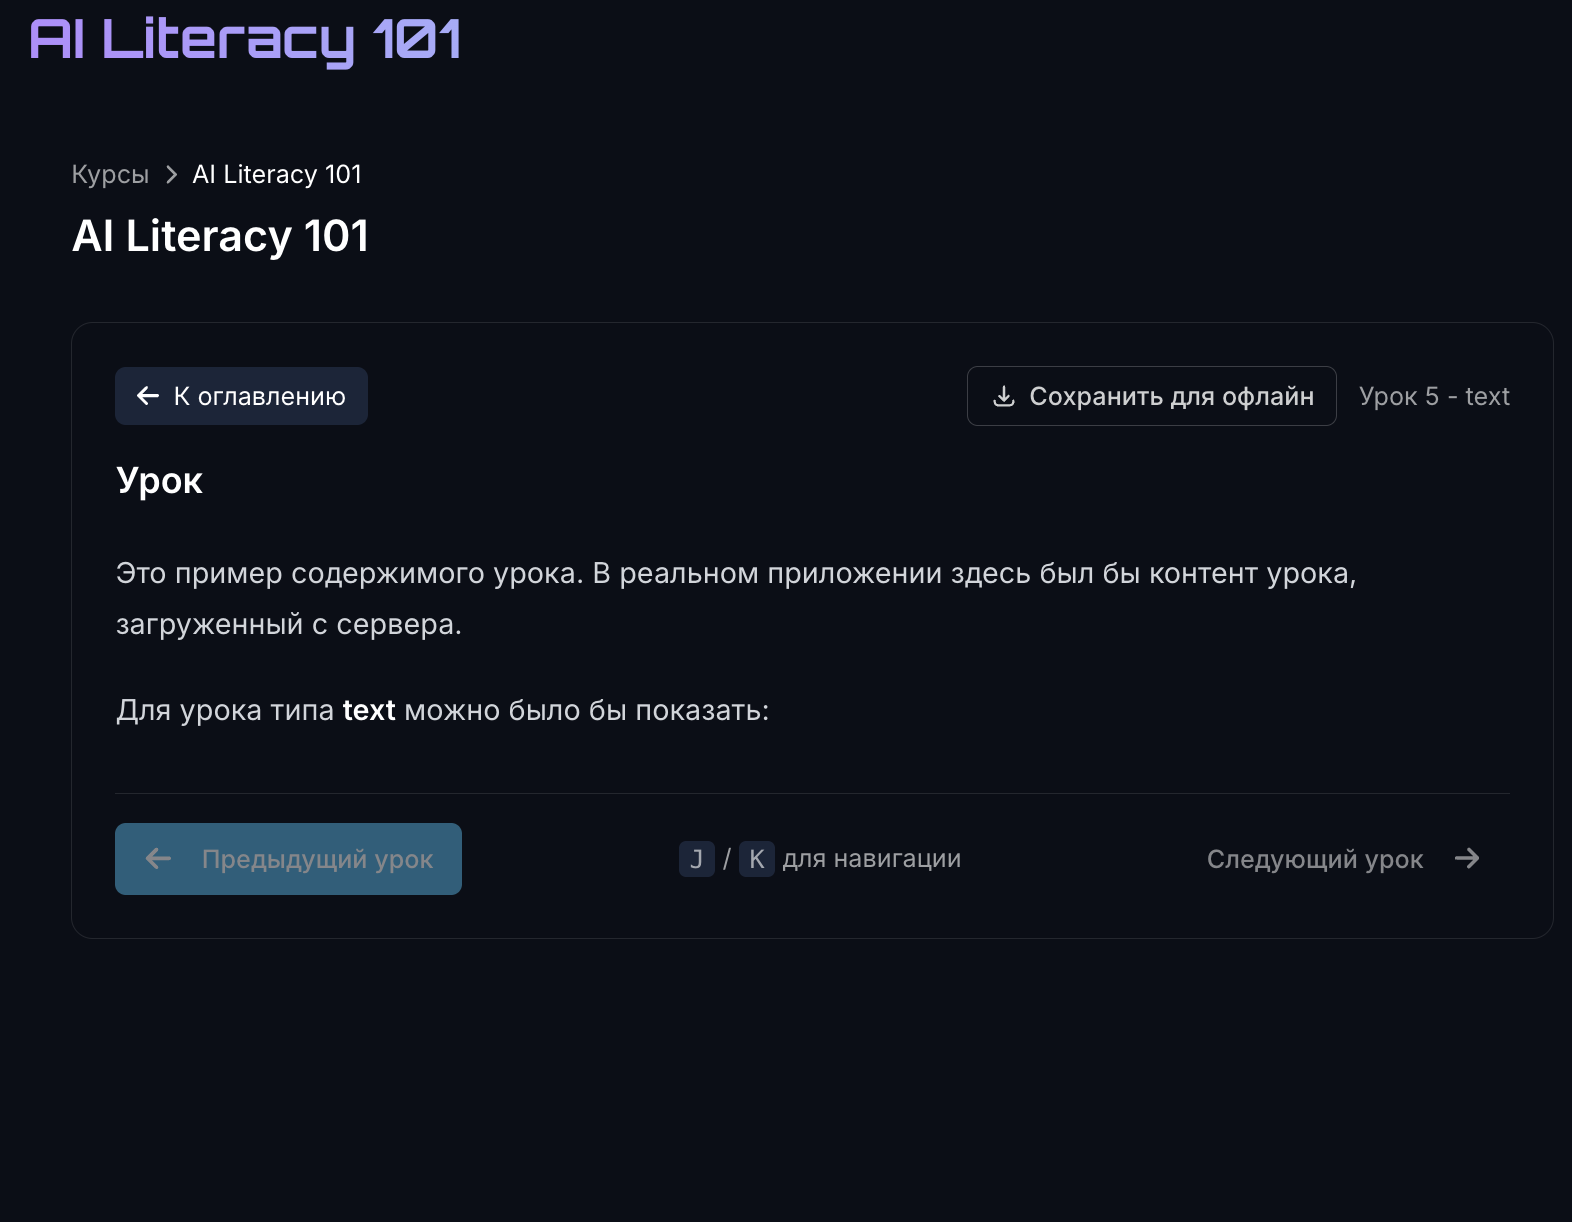 AI Literacy 101
Курсы > AI Literacy 101
AI Literacy 101
К оглавлению
Сохранить для офлайн
Урок 5 - text
Урок
Это пример содержимого урока. В реальном приложении здесь был бы контент урока,
загруженный с сервера.
Для урока типа text можно было бы показать:
Предыдущий урок
J / K для навигации
Следующий урок